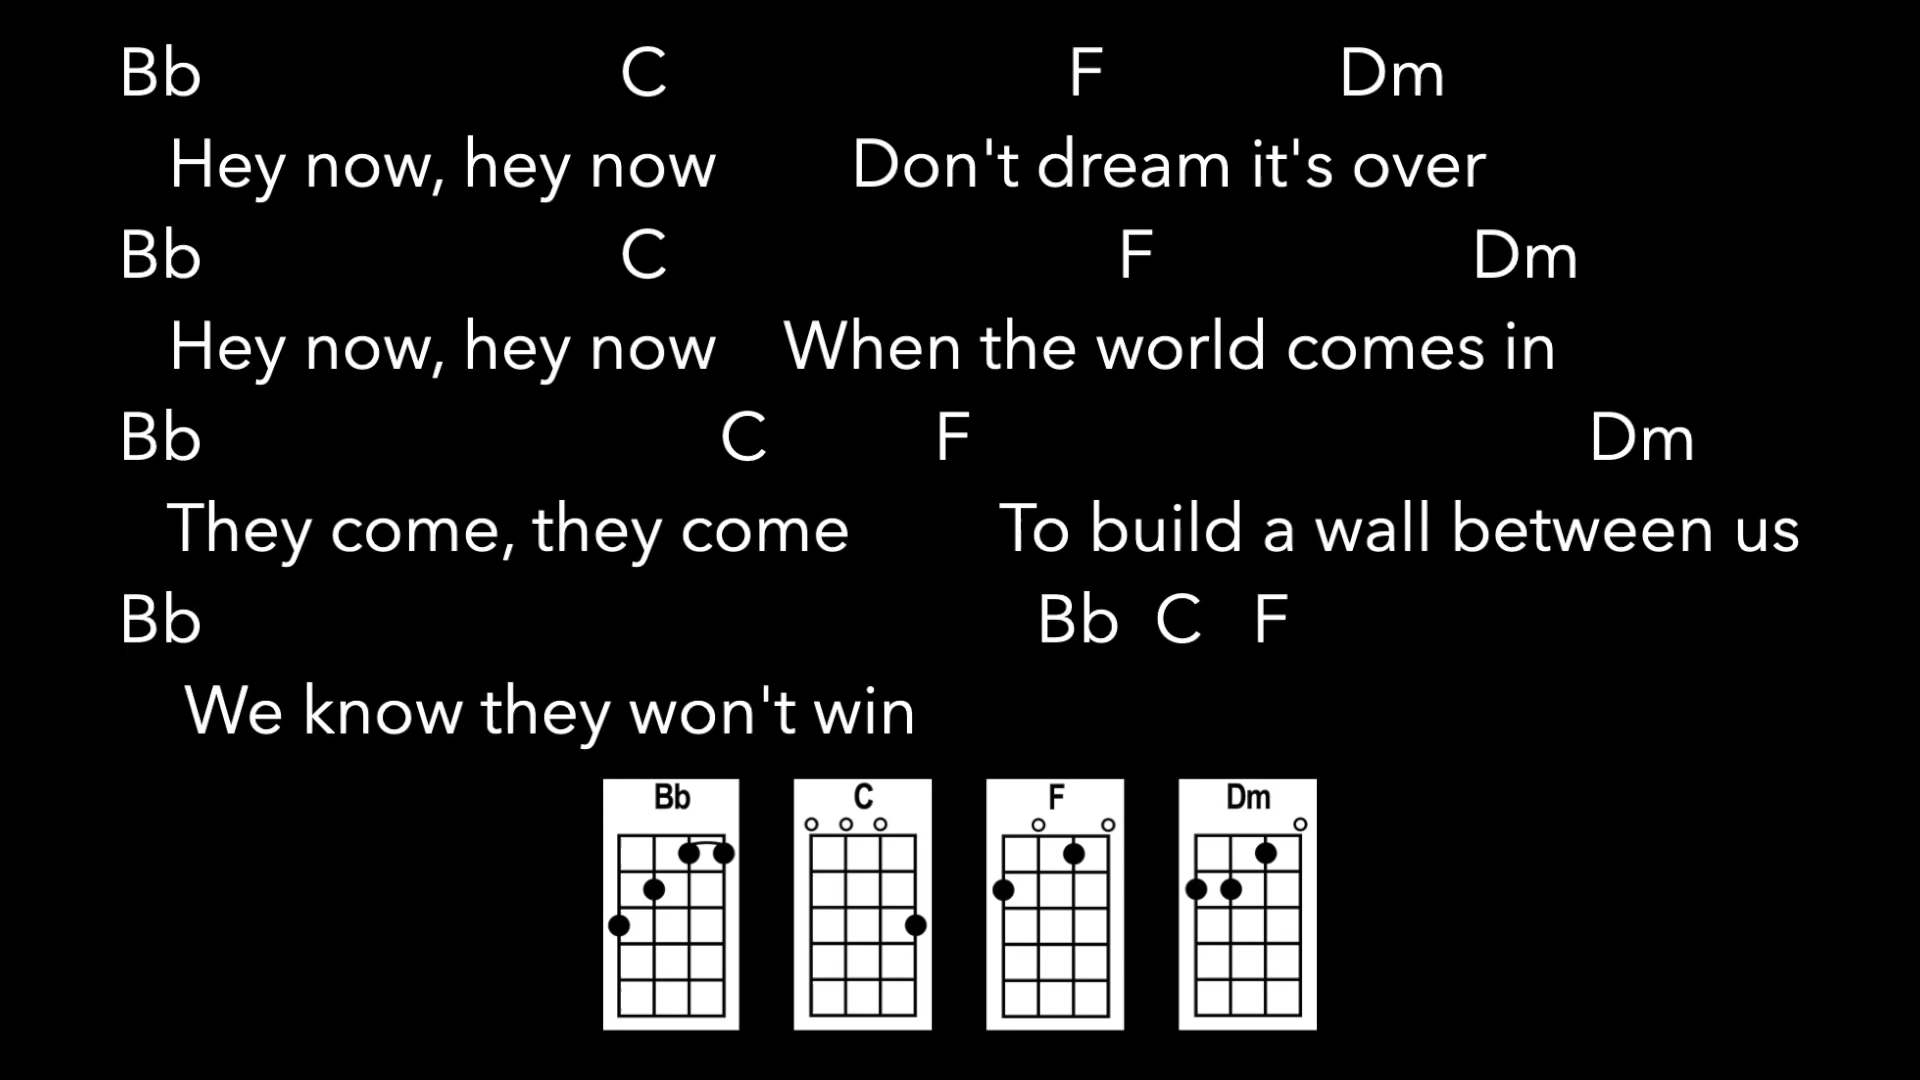 Bb C F Dm
Hey now, hey now Don't dream it's over
Bb C F Dm
Hey now, hey now When the world comes in
Bb C F Dm
They come, they come To build a wall between us
Bb Bb C F
We know they won't win
Bb C F Dm